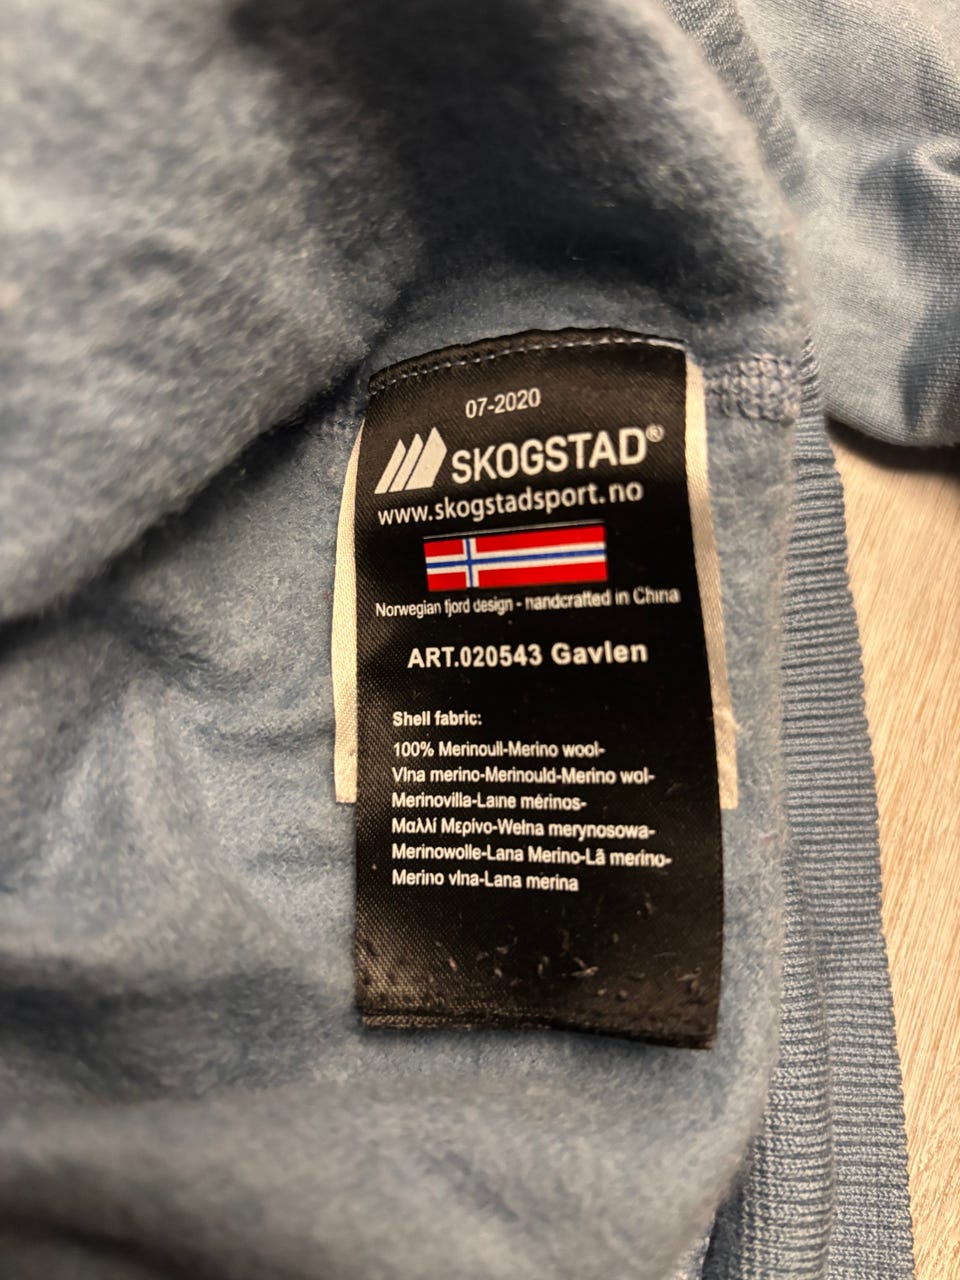 07-2020
SKOGSTAD®
www.skogstadsport.no
Norwegian fjord design - handcrafted in China
ART.020543 Gavlen
Shell fabric:
100% Merinoull-Merino wool-
Vlna merino-Merinould-Merino wol-
Merinovilla-Laine mérinos-
Μαλλί Μερίνο-Wełna merynosowa-
Merinowolle-Lana Merino-Lã merino-
Merino vlna-Lana merina